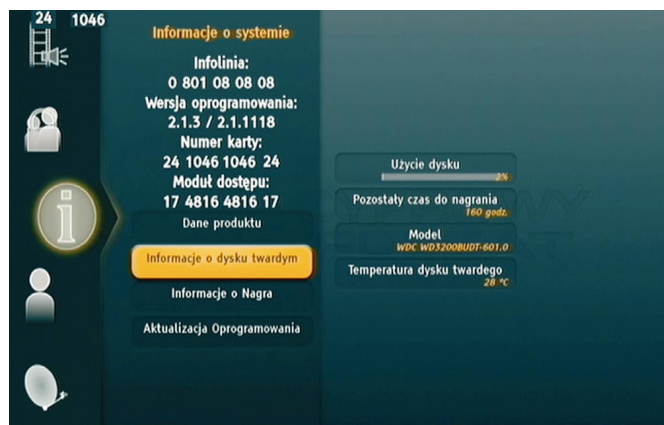 24 1046
Informacje o systemie
Infolinia:
0 801 08 08 08
Wersja oprogramowania:
2.1.3 / 2.1.1118
Numer karty:
24 1046 1046 24
Moduł dostępu:
17 4816 4816 17
Dane produktu
Informacje o dysku twardym
Informacje o Nagra
Aktualizacja Oprogramowania
Użycie dysku
2%
Pozostały czas do nagrania
160 godz.
Model
WDC WD3200BUDT-601.0
Temperatura dysku twardego
28 °C